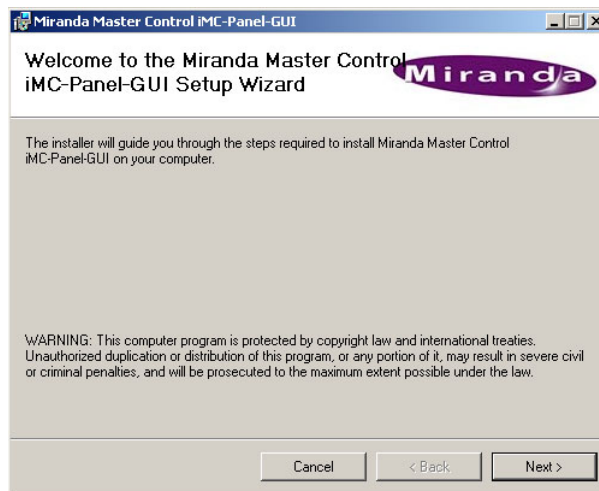 Miranda Master Control iMC-Panel-GUI
Welcome to the Miranda Master Control
iMC-Panel-GUI Setup Wizard
Miranda
The installer will guide you through the steps required to install Miranda Master Control
iMC-Panel-GUI on your computer.
WARNING: This computer program is protected by copyright law and international treaties.
Unauthorized duplication or distribution of this program, or any portion of it, may result in severe civil
or criminal penalties, and will be prosecuted to the maximum extent possible under the law.
Cancel < Back Next >